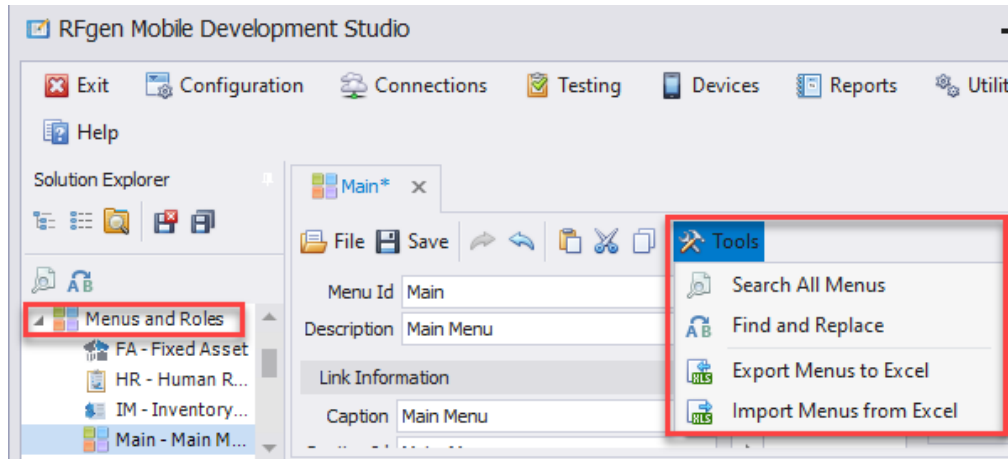 RFgen Mobile Development Studio
Exit Configuration Connections Testing Devices Reports Utilit
Help
Solution Explorer
Main*
File Save Tools
Menu Id Main
Description Main Menu
Link Information
Caption Main Menu
Search All Menus
Find and Replace
Export Menus to Excel
Import Menus from Excel
Menus and Roles
FA - Fixed Asset
HR - Human R...
IM - Inventory...
Main - Main M...